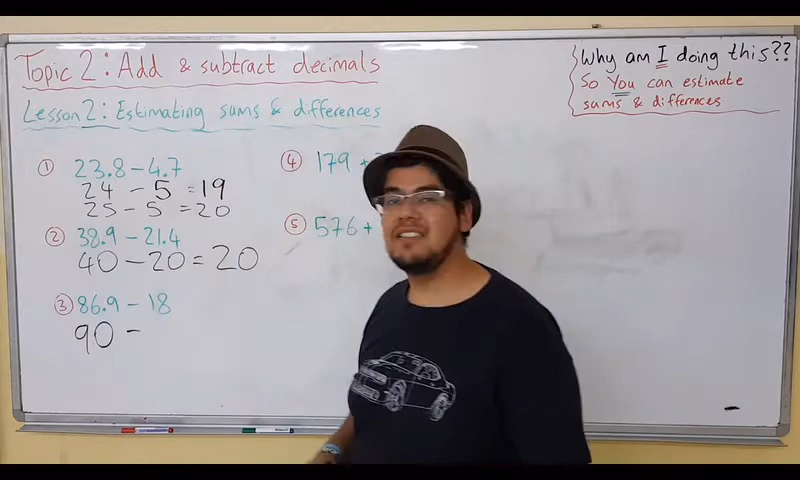 Topic 2: Add & subtract decimals
Lesson 2: Estimating sums & differences
Why am I doing this??
So You can estimate
sums & differences
① 23.8 - 4.7
24 - 5 = 19
25 - 5 = 20
② 38.9 - 21.4
40 - 20 = 20
③ 86.9 - 18
90 -
④ 179 +
⑤ 576 +